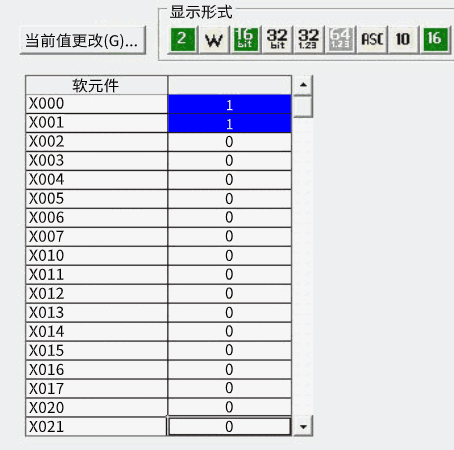 显示形式
当前值更改(G)...
2 W 16 bit 32 bit 32 1.23 64 1.23 ASC 10 16
软元件
X000 1
X001 1
X002 0
X003 0
X004 0
X005 0
X006 0
X007 0
X010 0
X011 0
X012 0
X013 0
X014 0
X015 0
X016 0
X017 0
X020 0
X021 0